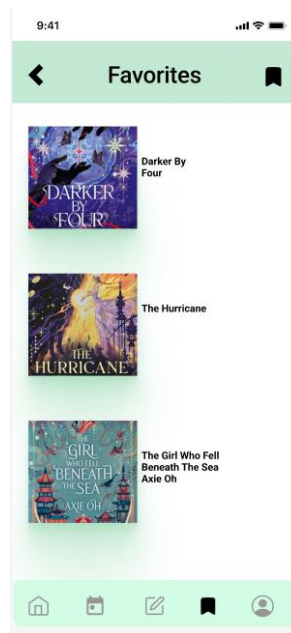 9:41
Favorites
DARKER
BY
FOUR
Darker By
Four
THE
HURRICANE
The Hurricane
THE
GIRL
WHO FELL
BENEATH
THE SEA
AXIE OH
The Girl Who Fell
Beneath The Sea
Axie Oh